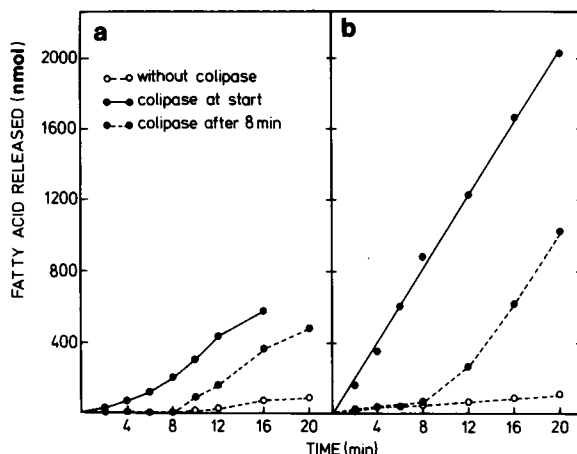 a
b
without colipase
colipase at start
colipase after 8 min
FATTY ACID RELEASED (nmol)
2000
1600
1200
800
400
4 8 12 16 20
4 8 12 16 20
TIME (min)